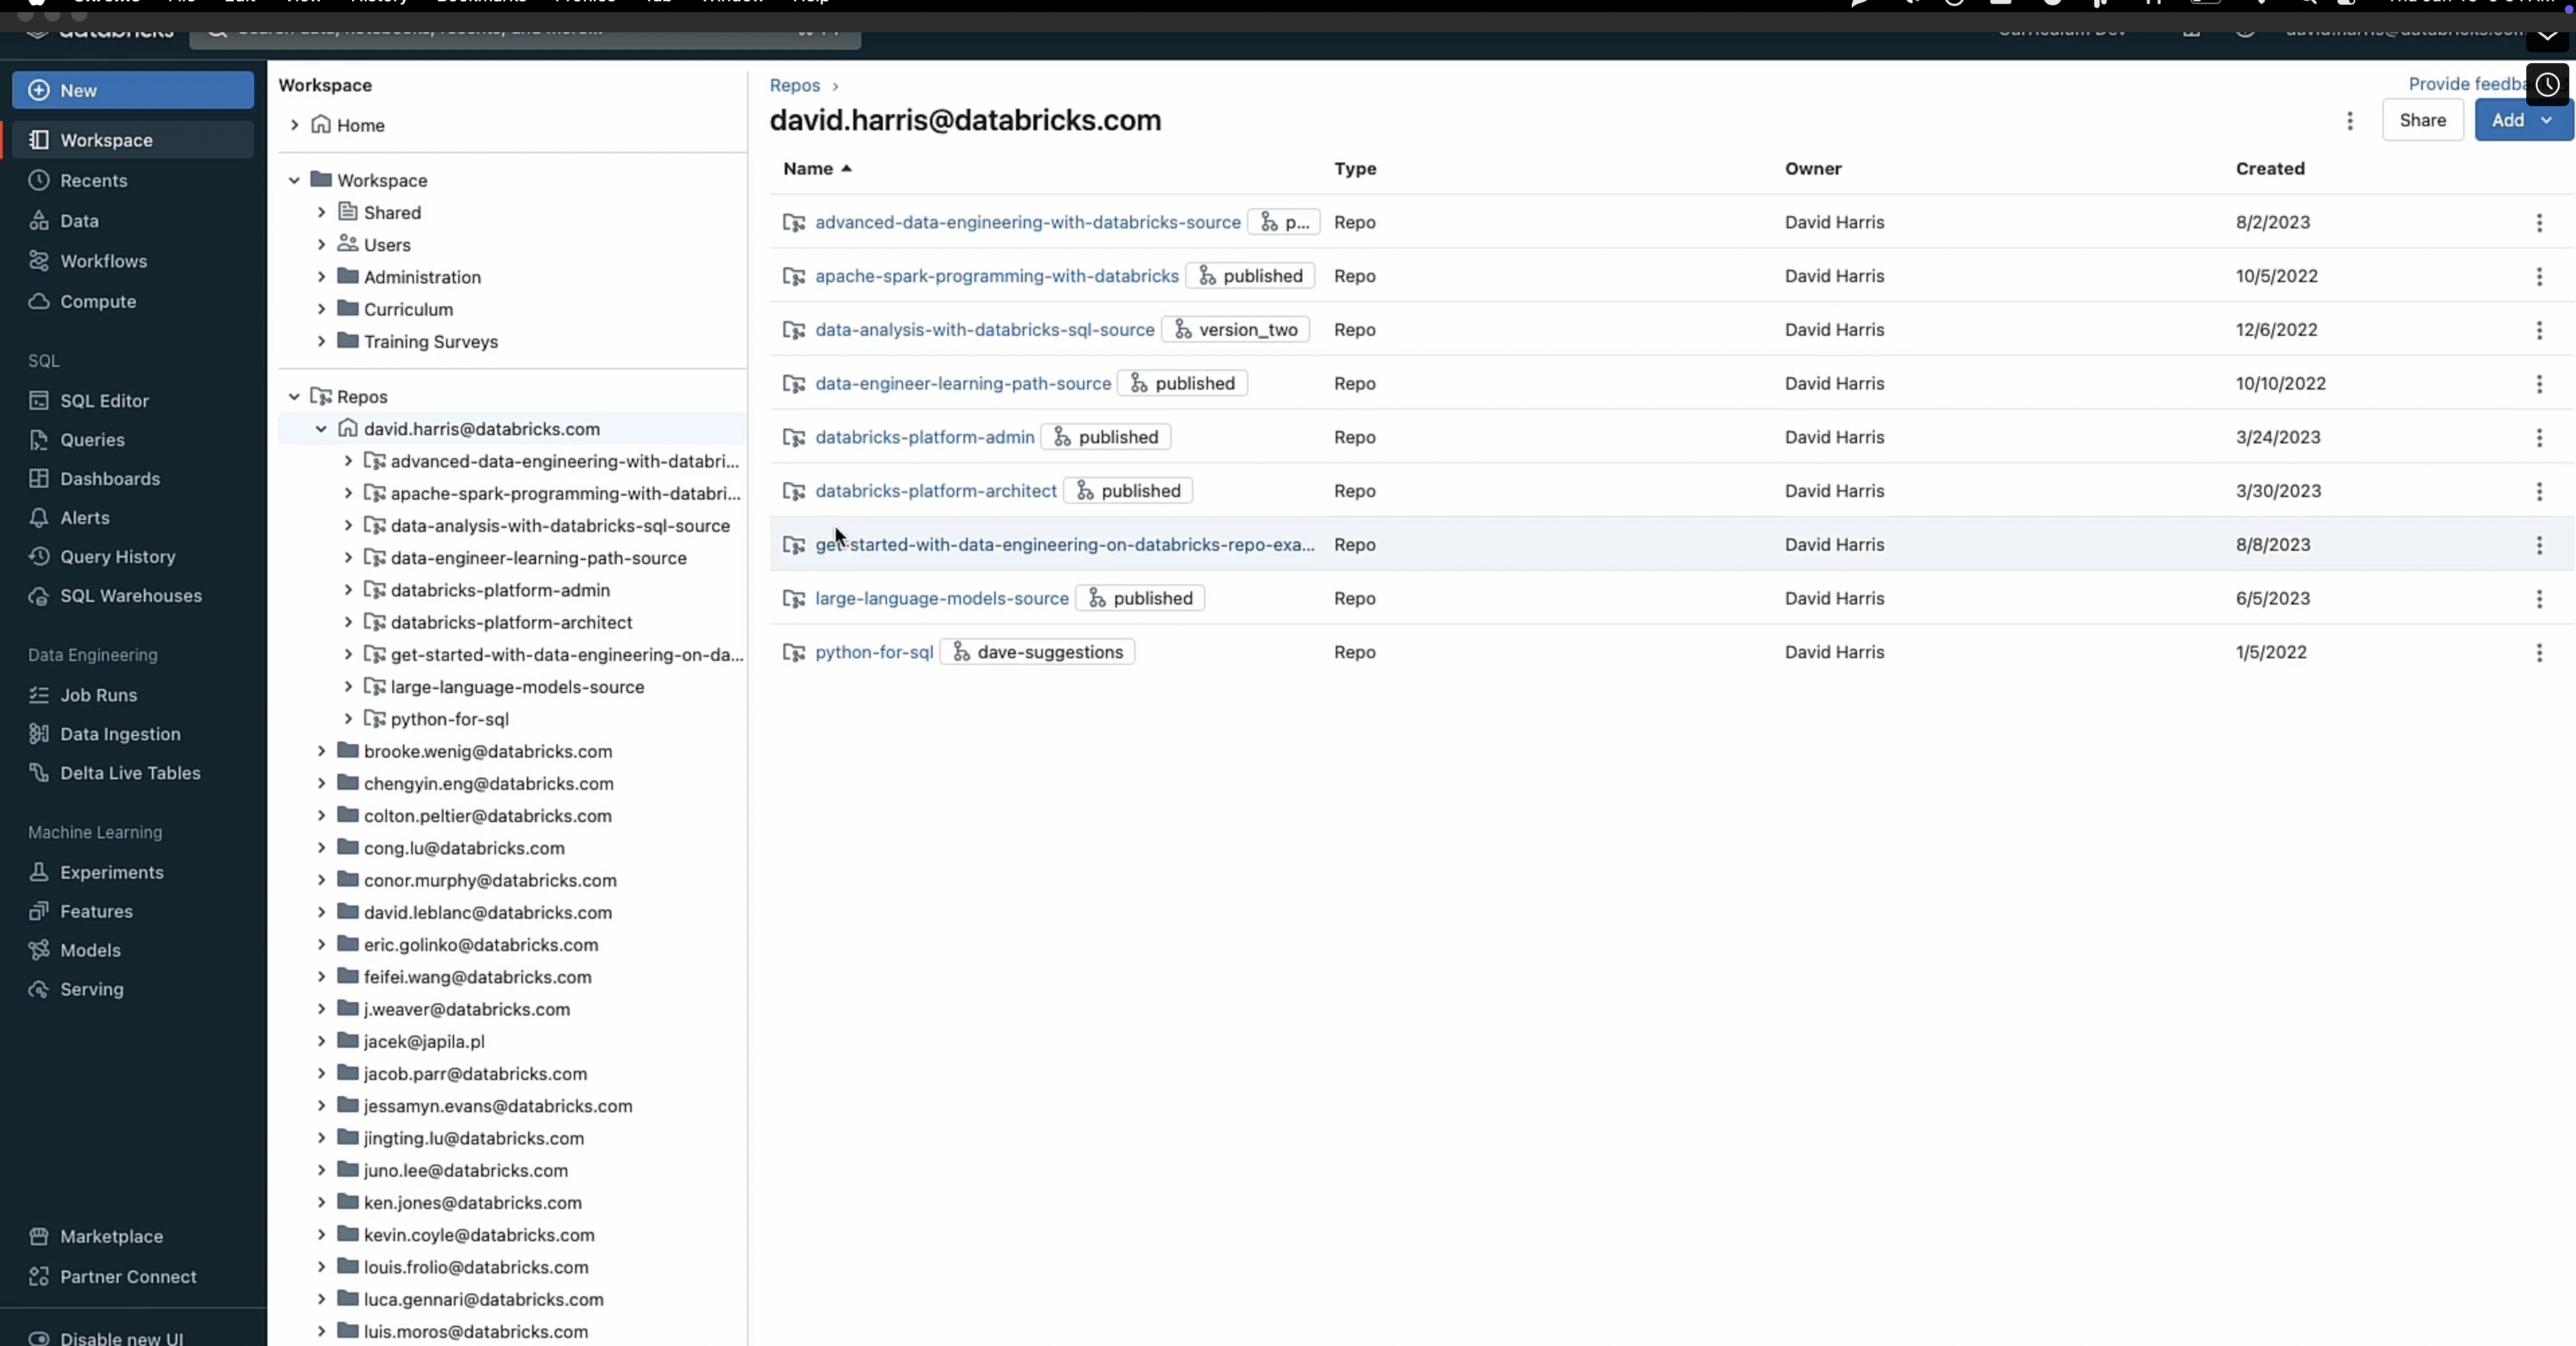 databricks
New
Workspace
Recents
Data
Workflows
Compute
SQL
SQL Editor
Queries
Dashboards
Alerts
Query History
SQL Warehouses
Data Engineering
Job Runs
Data Ingestion
Delta Live Tables
Machine Learning
Experiments
Features
Models
Serving
Marketplace
Partner Connect
Disable new UI
Workspace
Home
Workspace
Shared
Users
Administration
Curriculum
Training Surveys
Repos
david.harris@databricks.com
advanced-data-engineering-with-databri...
apache-spark-programming-with-databri...
data-analysis-with-databricks-sql-source
data-engineer-learning-path-source
databricks-platform-admin
databricks-platform-architect
get-started-with-data-engineering-on-da...
large-language-models-source
python-for-sql
brooke.wenig@databricks.com
chengyin.eng@databricks.com
colton.peltier@databricks.com
cong.lu@databricks.com
conor.murphy@databricks.com
david.leblanc@databricks.com
eric.golinko@databricks.com
feifei.wang@databricks.com
j.weaver@databricks.com
jacek@japila.pl
jacob.parr@databricks.com
jessamyn.evans@databricks.com
jingting.lu@databricks.com
juno.lee@databricks.com
ken.jones@databricks.com
kevin.coyle@databricks.com
louis.frolio@databricks.com
luca.gennari@databricks.com
luis.moros@databricks.com
Repos ›
Provide feedba
david.harris@databricks.com
Share
Add
Name Type Owner Created
advanced-data-engineering-with-databricks-source p... Repo David Harris 8/2/2023
apache-spark-programming-with-databricks published Repo David Harris 10/5/2022
data-analysis-with-databricks-sql-source version_two Repo David Harris 12/6/2022
data-engineer-learning-path-source published Repo David Harris 10/10/2022
databricks-platform-admin published Repo David Harris 3/24/2023
databricks-platform-architect published Repo David Harris 3/30/2023
get-started-with-data-engineering-on-databricks-repo-exa... Repo David Harris 8/8/2023
large-language-models-source published Repo David Harris 6/5/2023
python-for-sql dave-suggestions Repo David Harris 1/5/2022